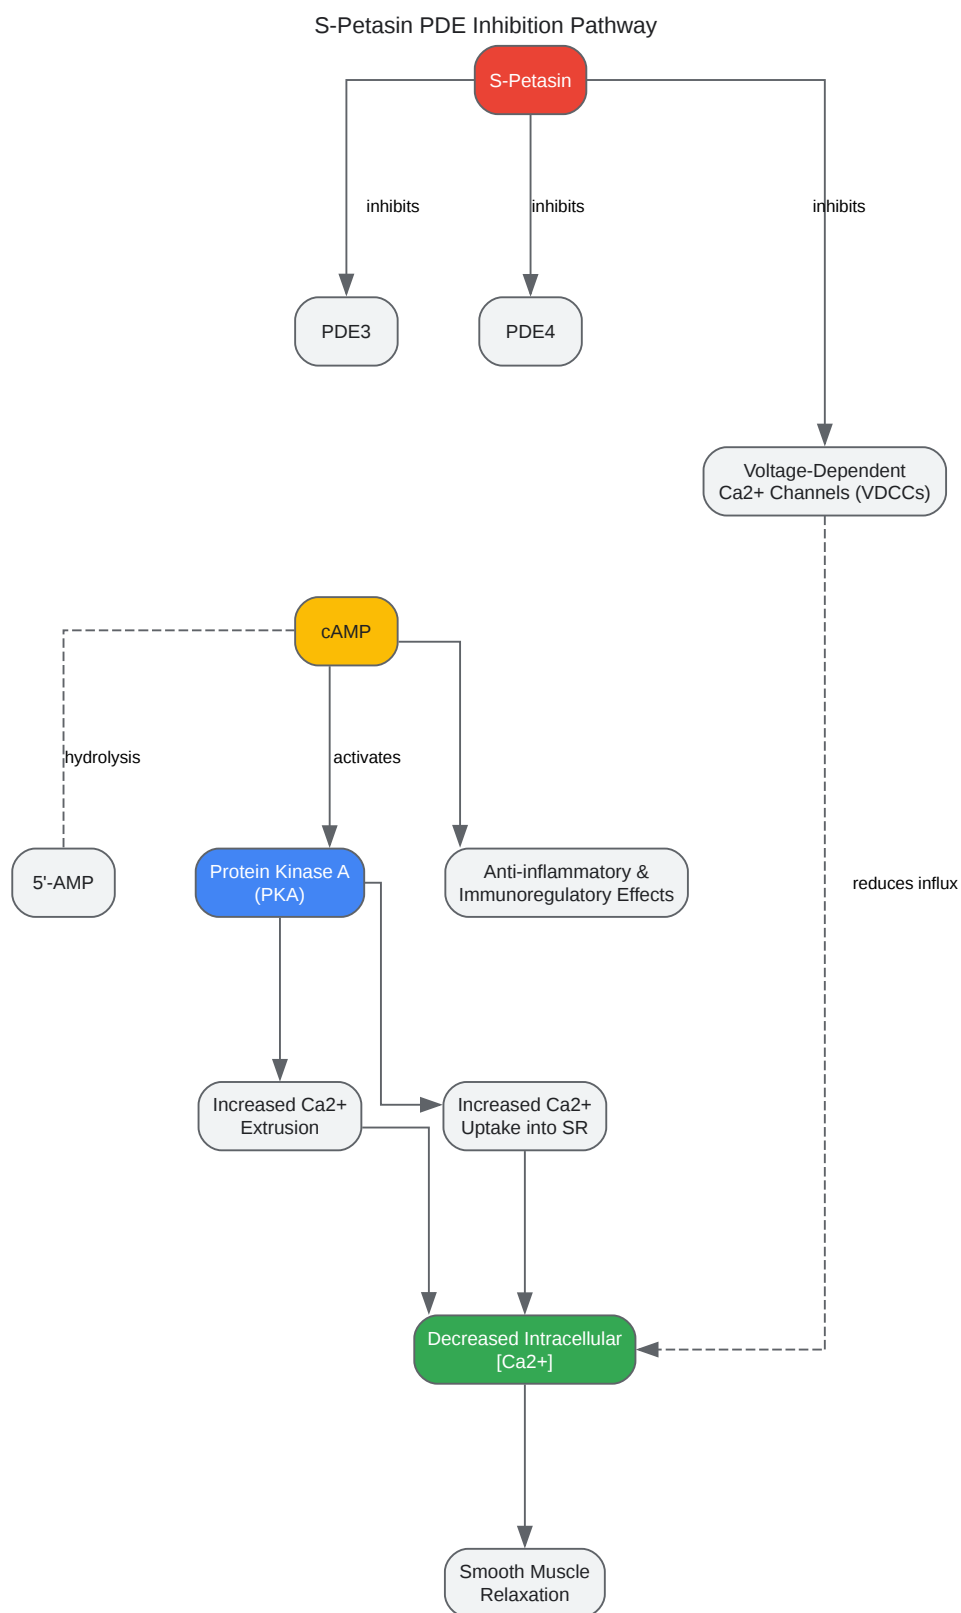 S-Petasin PDE Inhibition Pathway
S-Petasin
inhibits
inhibits
inhibits
PDE3
PDE4
Voltage-Dependent
Ca2+ Channels (VDCCs)
cAMP
hydrolysis
activates
5'-AMP
Protein Kinase A
(PKA)
Anti-inflammatory &
Immunoregulatory Effects
reduces influx
Increased Ca2+
Extrusion
Increased Ca2+
Uptake into SR
Decreased Intracellular
[Ca2+]
Smooth Muscle
Relaxation